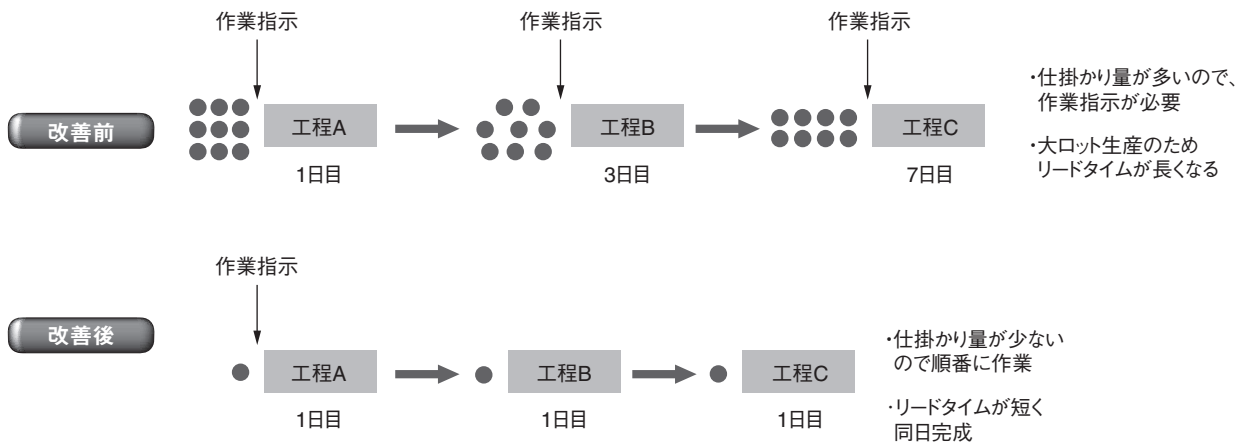 作業指示
作業指示
作業指示
改善前
工程A
工程B
工程C
1日目
3日目
7日目
・仕掛かり量が多いので、
作業指示が必要
・大ロット生産のため
リードタイムが長くなる
作業指示
改善後
工程A
工程B
工程C
1日目
1日目
1日目
・仕掛かり量が少ない
ので順番に作業
・リードタイムが短く
同日完成